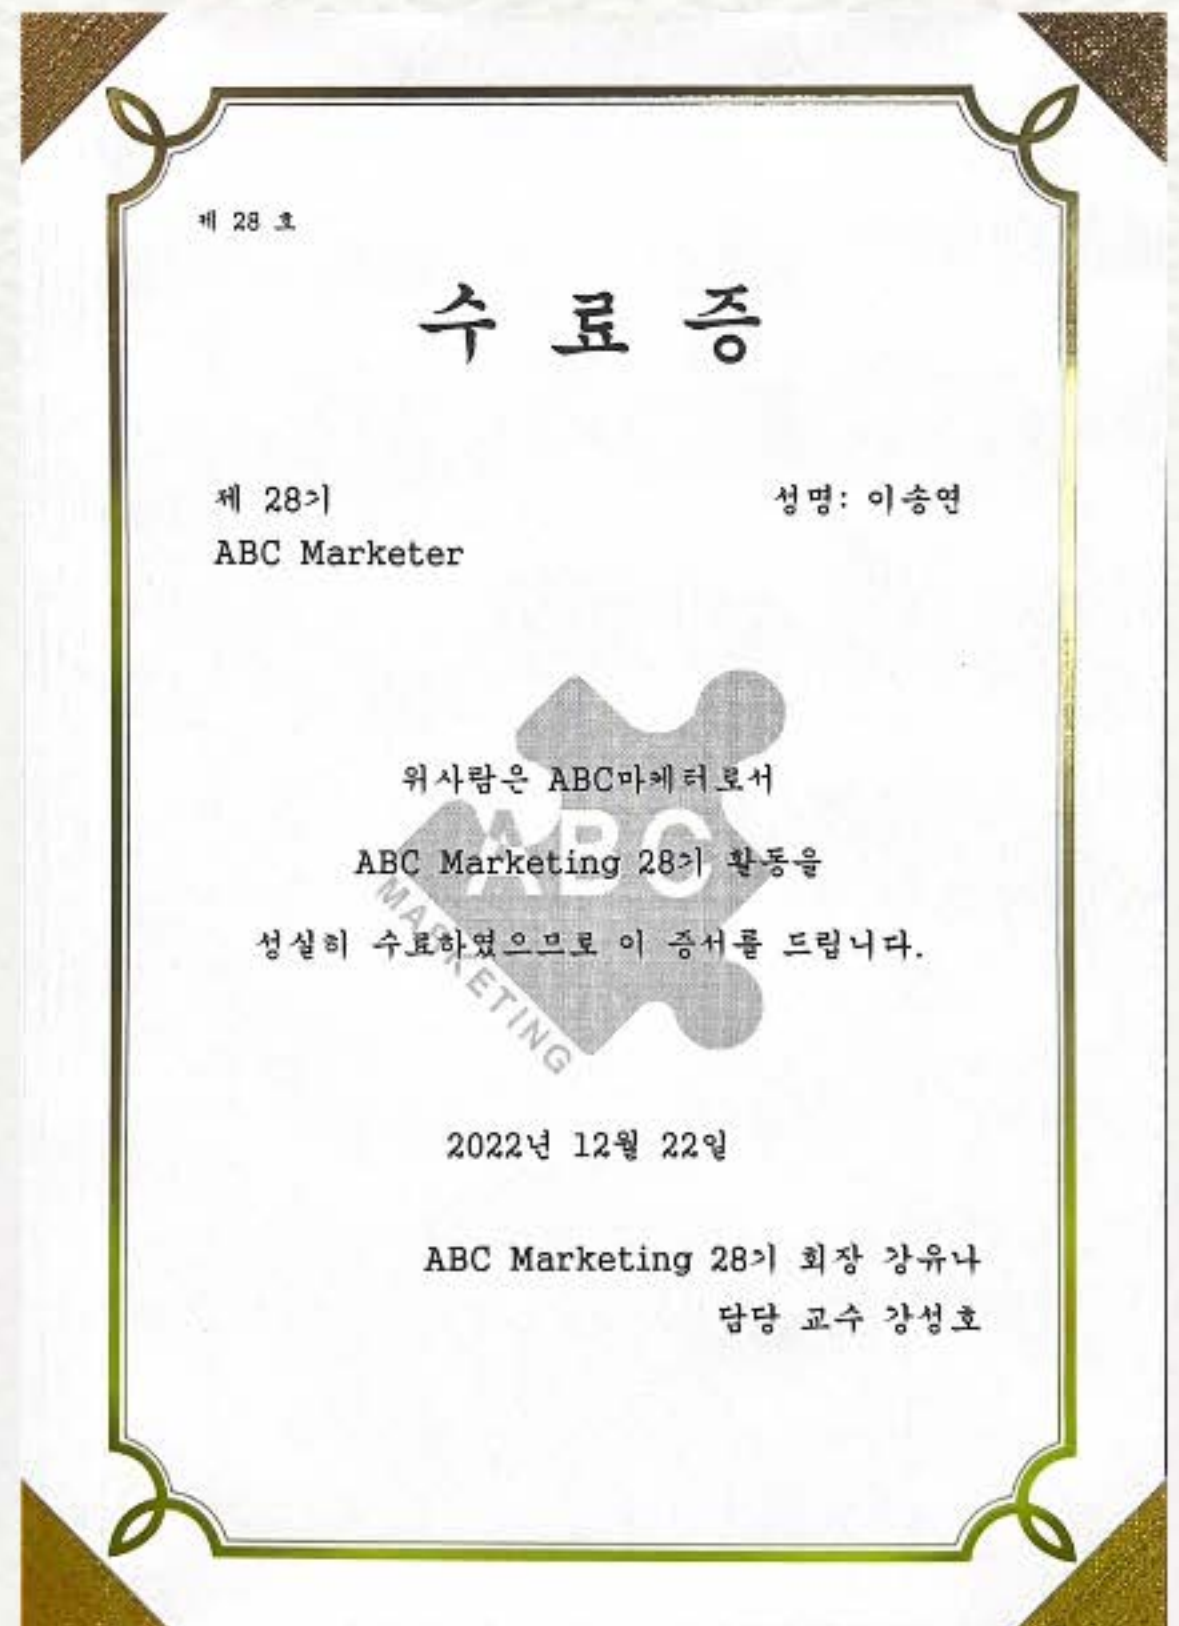 제 28 호
수 료 증
제 28기
성명: 이송연
ABC Marketer
위사람은 ABC마케터로서
ABC
ABC Marketing 28기 활동을
MARKETING
성실히 수료하였으므로 이 증서를 드립니다.
2022년 12월 22일
ABC Marketing 28기 회장 강유나
담당 교수 강성호